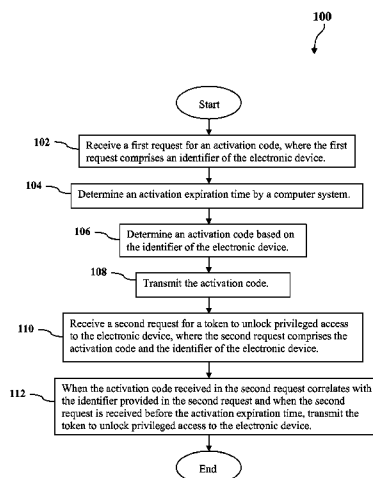 100
Start
102
Receive a first request for an activation code, where the first
request comprises an identifier of the electronic device.
104
Determine an activation expiration time by a computer system.
106
Determine an activation code based on
the identifier of the electronic device.
108
Transmit the activation code.
110
Receive a second request for a token to unlock privileged access
to the electronic device, where the second request comprises the
activation code and the identifier of the electronic device.
112
When the activation code received in the second request correlates with
the identifier provided in the second request and when the second
request is received before the activation expiration time, transmit the
token to unlock privileged access to the electronic device.
End